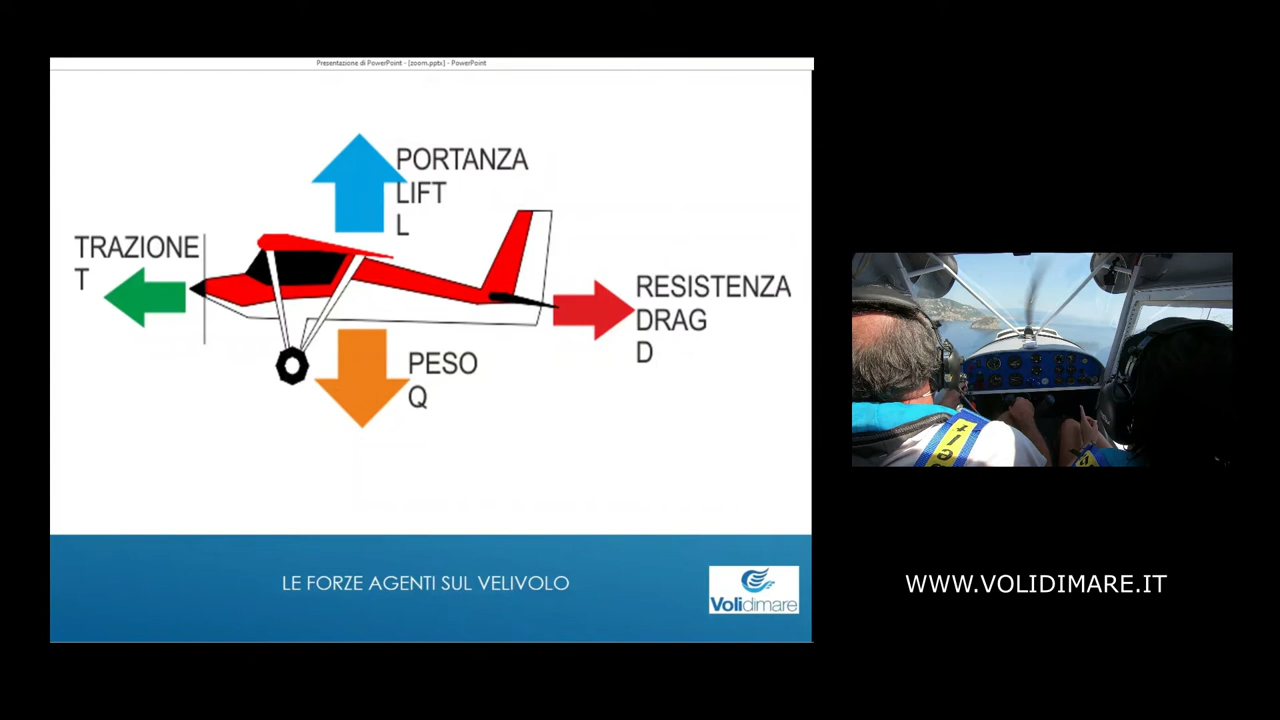 Presentazione di PowerPoint - [zoom.pptx] - PowerPoint
PORTANZA
LIFT
L
TRAZIONE
T
RESISTENZA
DRAG
D
PESO
Q
LE FORZE AGENTI SUL VELIVOLO
Volidimare
WWW.VOLIDIMARE.IT